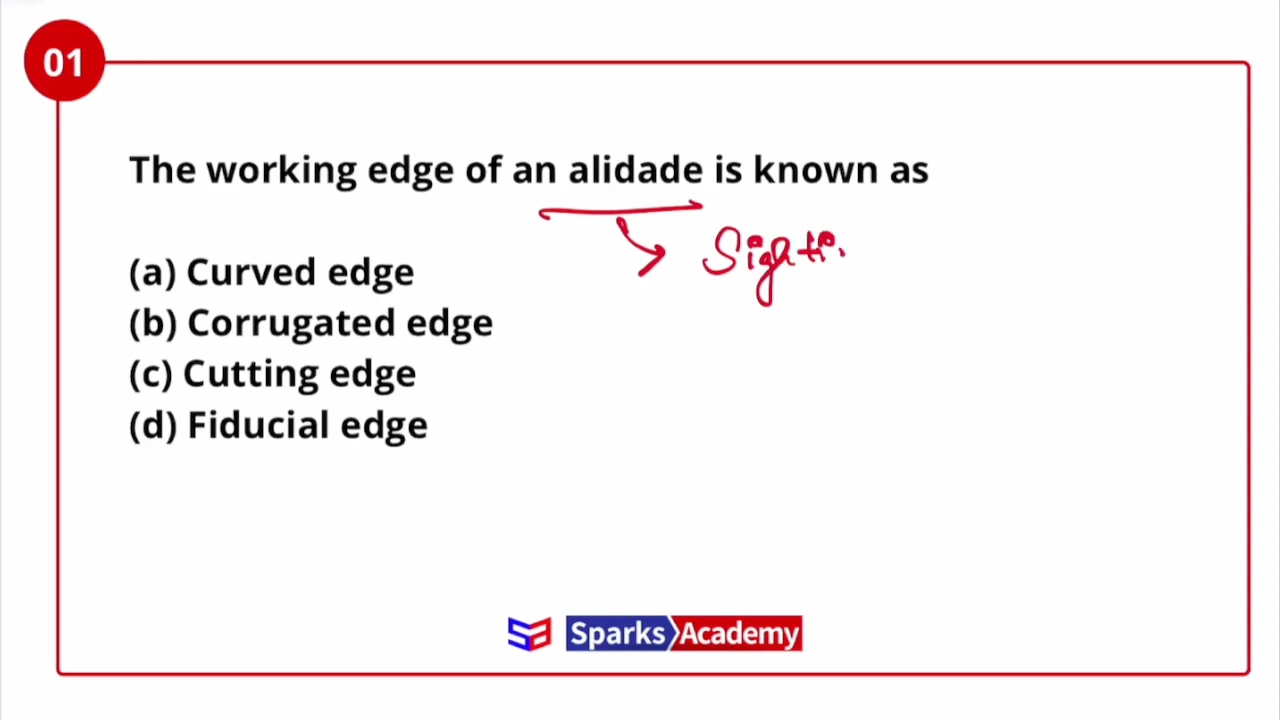 01
The working edge of an alidade is known as
Sighti.
(a) Curved edge
(b) Corrugated edge
(c) Cutting edge
(d) Fiducial edge
Sparks Academy